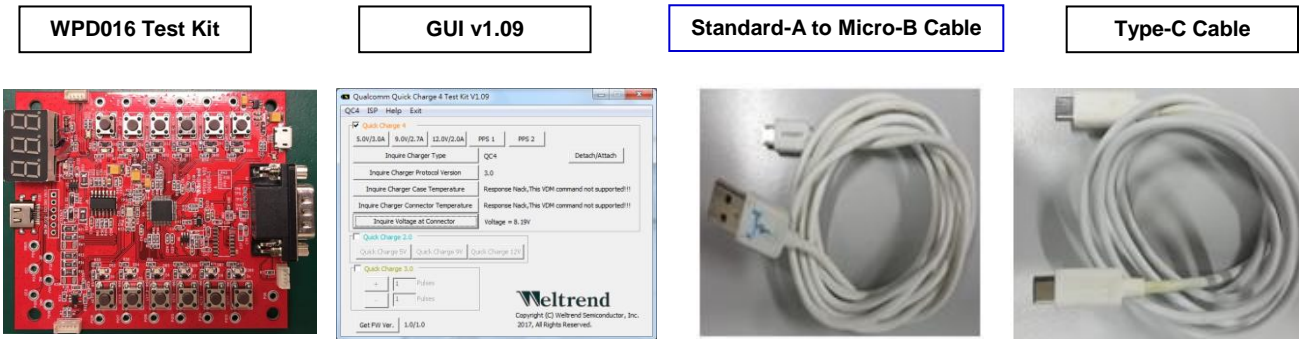 WPD016 Test Kit
GUI v1.09
Standard-A to Micro-B Cable
Type-C Cable
Qualcomm Quick Charge 4 Test Kit V1.09
QC4 ISP Help Exit
Quick Charge 4
5.0V/3.0A 9.0V/2.7A 12.0V/2.0A PPS 1 PPS 2
Inquire Charger Type QC4 Detach/Attach
Inquire Charger Protocol Version 3.0
Inquire Charger Case Temperature Response Nack,This VDM command not supported!!!
Inquire Charger Connector Temperature Response Nack,This VDM command not supported!!!
Inquire Voltage at Connector Voltage = 8.19V
Quick Charge 2.0
Quick Charge 5V Quick Charge 9V Quick Charge 12V
Quick Charge 3.0
+ 1 Pulses
- 1 Pulses
Weltrend
Copyright (C) Weltrend Semiconductor, Inc.
2017, All Rights Reserved.
Get FW Ver. 1.0/1.0